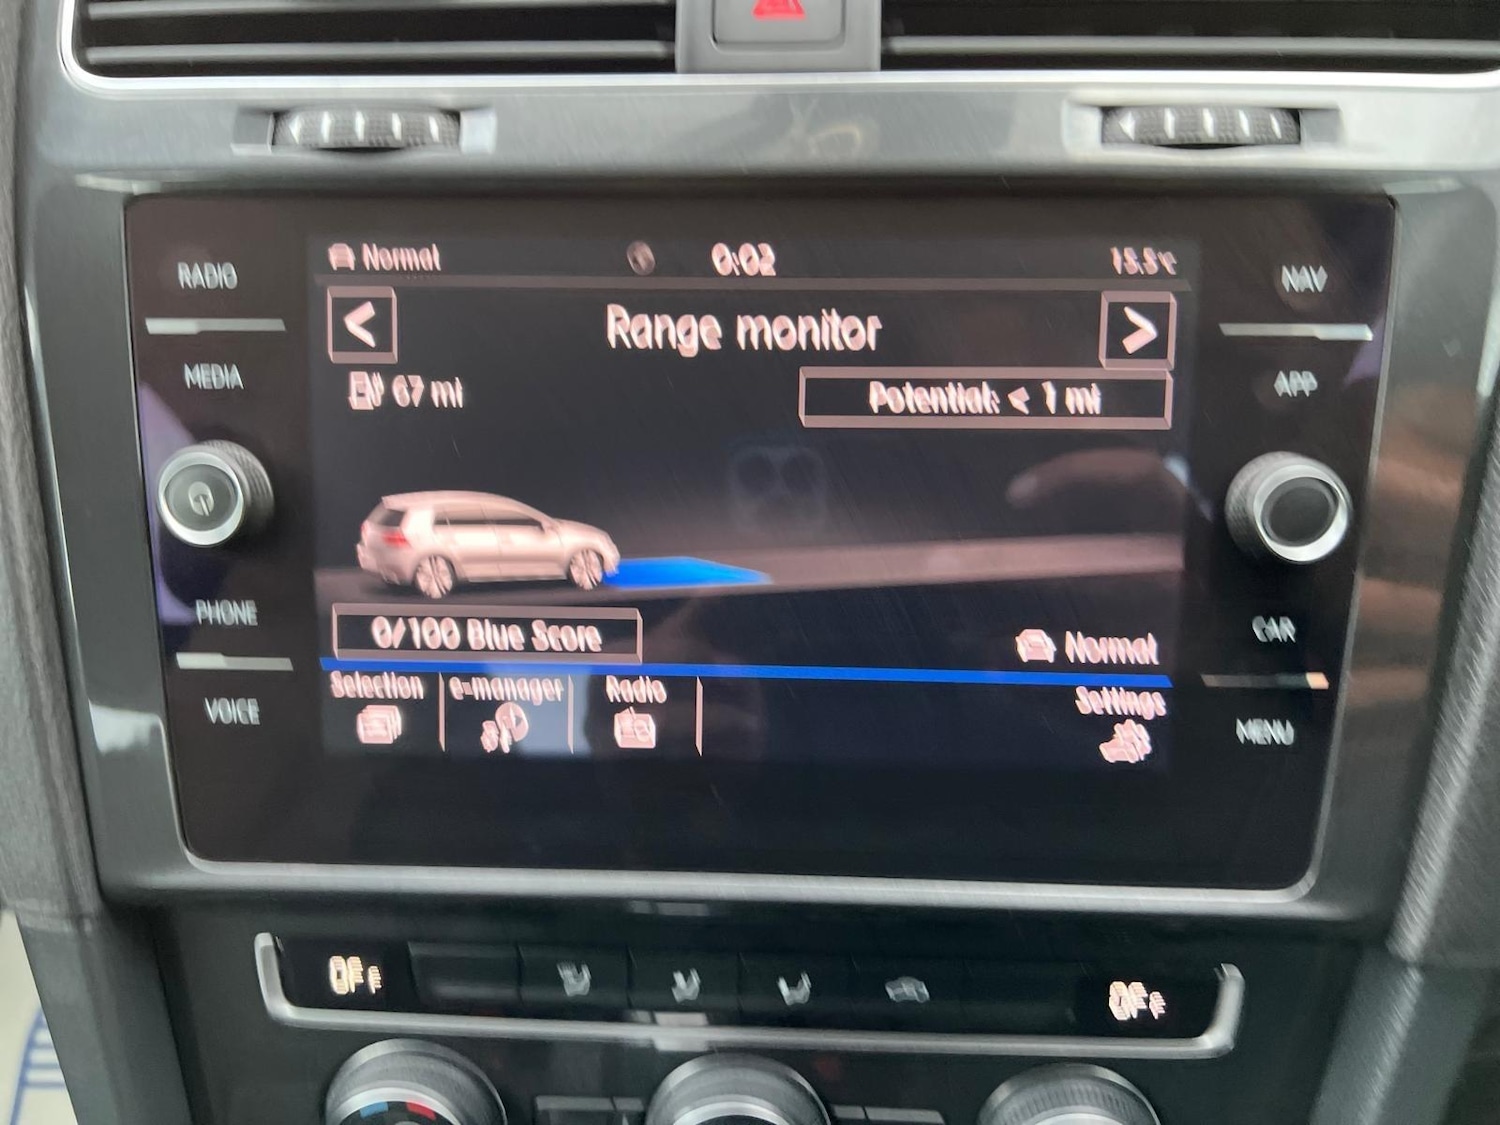 RADIO
MEDIA
PHONE
VOICE
Normal 0:02 15.5°C
< Range monitor >
67 mi
Potential: < 1 mi
0/100 Blue Score
Normal
Selection e-manager Radio Settings
NAV
APP
CAR
MENU
OFF OFF